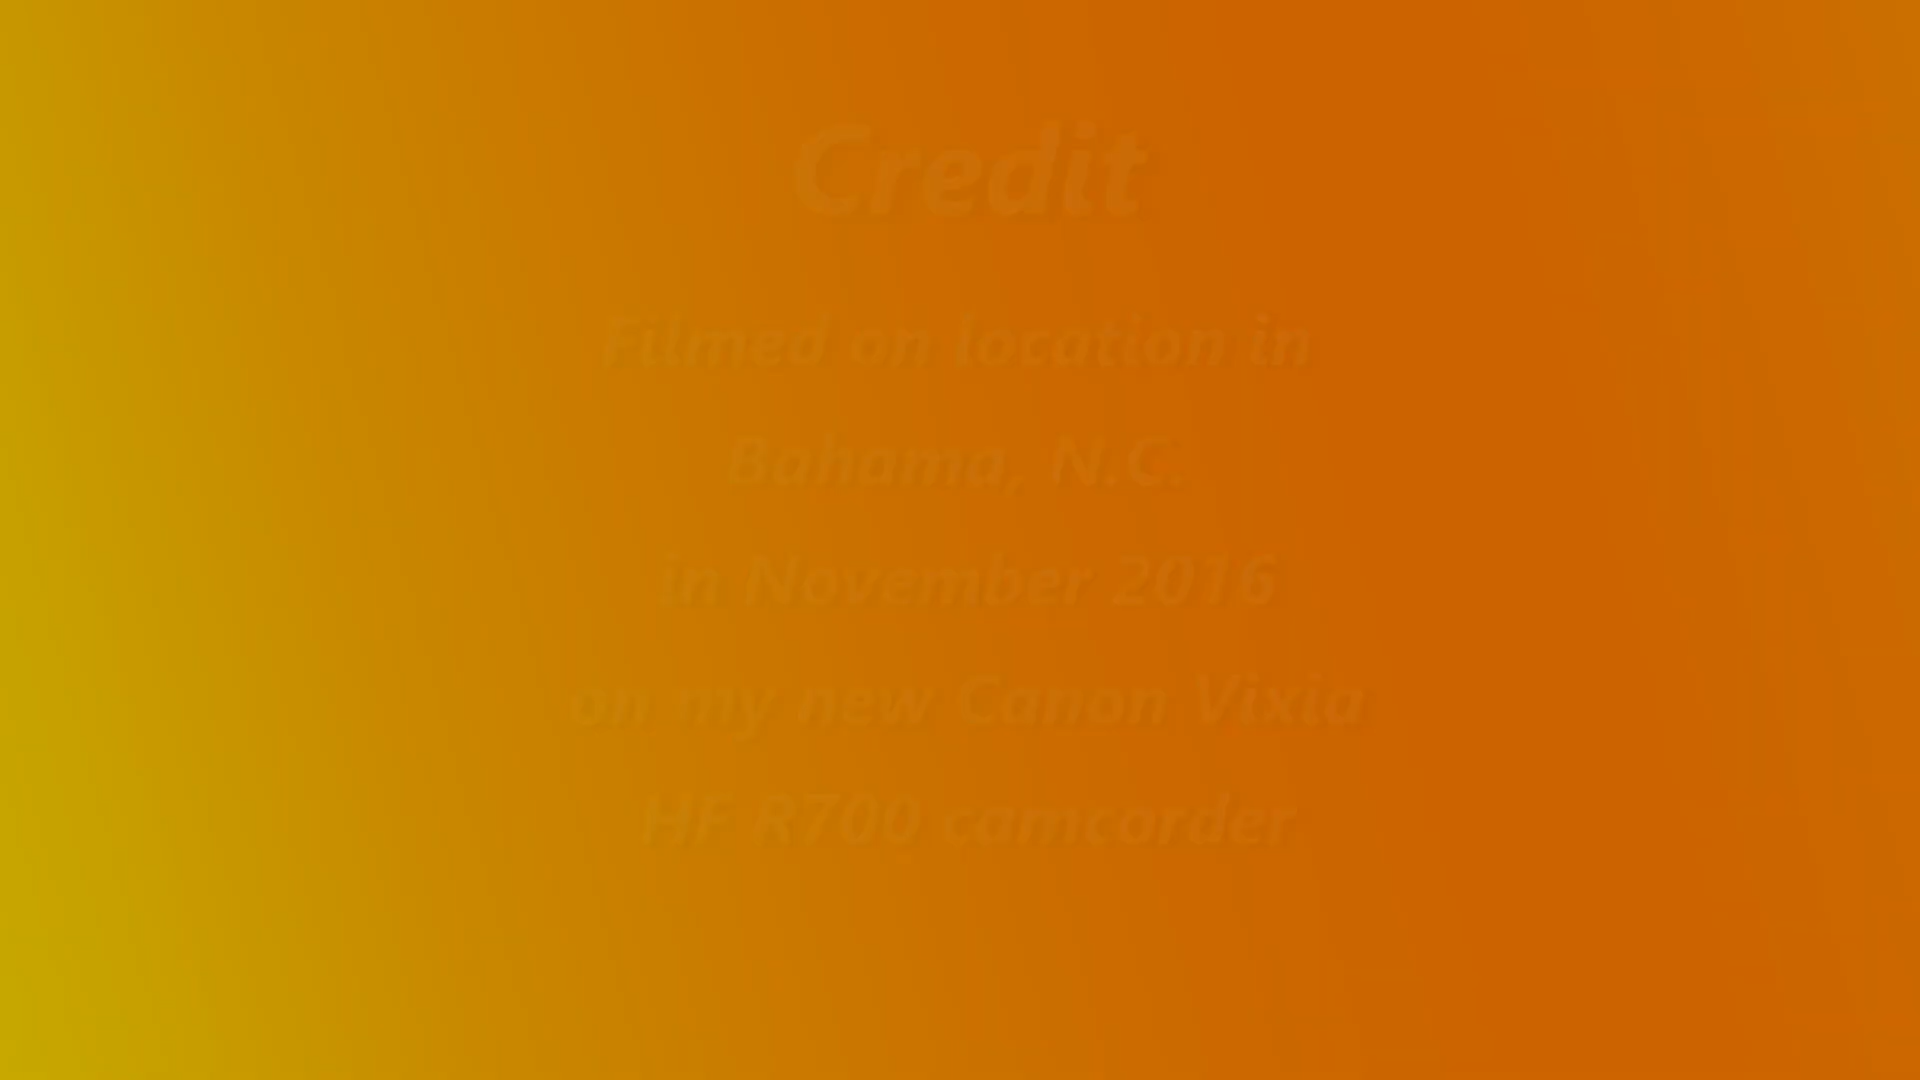 Credit
Filmed on location in
Bahama, N.C.
in November 2016
on my new Canon Vixia
HF R700 camcorder